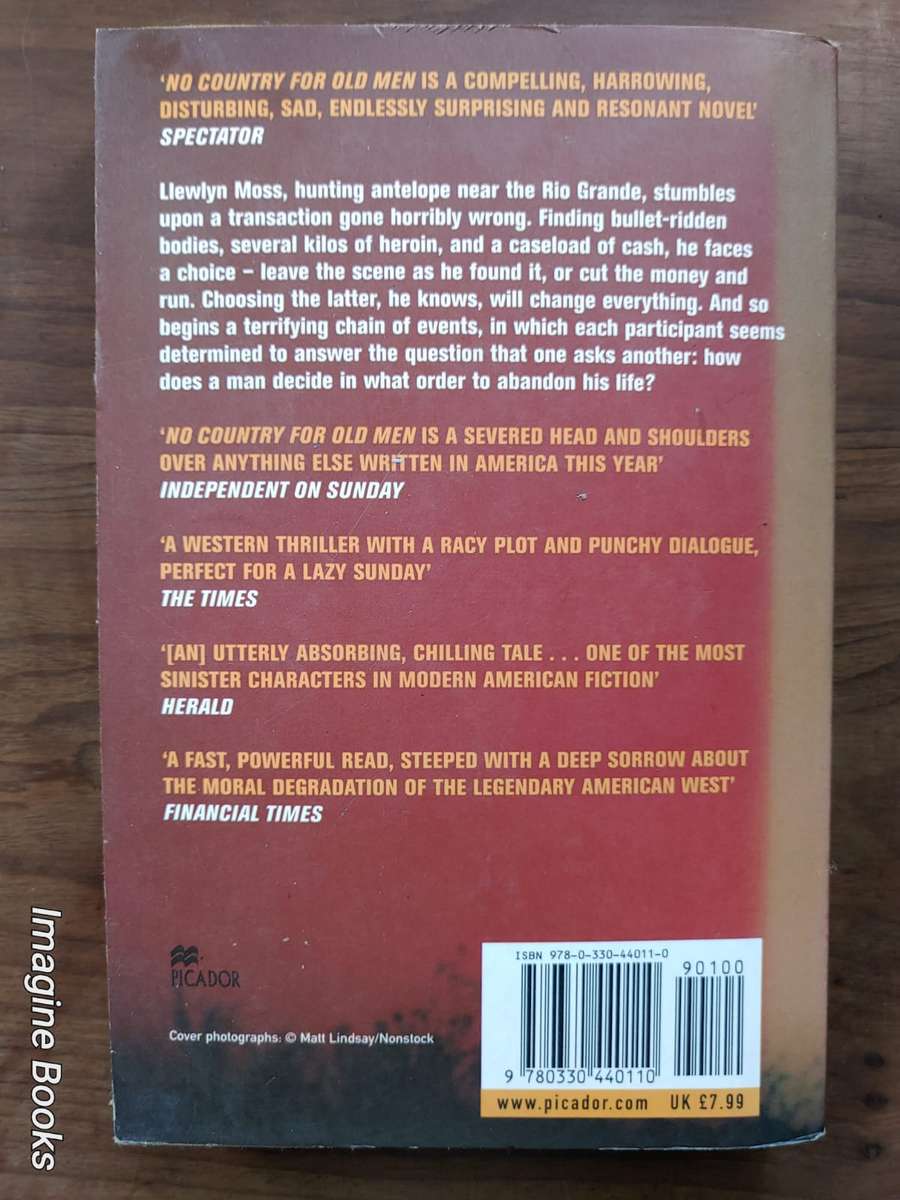 ‘NO COUNTRY FOR OLD MEN IS A COMPELLING, HARROWING,
DISTURBING, SAD, ENDLESSLY SURPRISING AND RESONANT NOVEL’
SPECTATOR
Llewlyn Moss, hunting antelope near the Rio Grande, stumbles
upon a transaction gone horribly wrong. Finding bullet-ridden
bodies, several kilos of heroin, and a caseload of cash, he faces
a choice – leave the scene as he found it, or cut the money and
run. Choosing the latter, he knows, will change everything. And so
begins a terrifying chain of events, in which each participant seems
determined to answer the question that one asks another: how
does a man decide in what order to abandon his life?
‘NO COUNTRY FOR OLD MEN IS A SEVERED HEAD AND SHOULDERS
OVER ANYTHING ELSE WRITTEN IN AMERICA THIS YEAR’
INDEPENDENT ON SUNDAY
‘A WESTERN THRILLER WITH A RACY PLOT AND PUNCHY DIALOGUE,
PERFECT FOR A LAZY SUNDAY’
THE TIMES
‘[AN] UTTERLY ABSORBING, CHILLING TALE . . . ONE OF THE MOST
SINISTER CHARACTERS IN MODERN AMERICAN FICTION’
HERALD
‘A FAST, POWERFUL READ, STEEPED WITH A DEEP SORROW ABOUT
THE MORAL DEGRADATION OF THE LEGENDARY AMERICAN WEST’
FINANCIAL TIMES
PICADOR
Cover photographs: © Matt Lindsay/Nonstock
ISBN 978-0-330-44011-0
90100
9 780330 440110
www.picador.com UK £7.99
Imagine Books